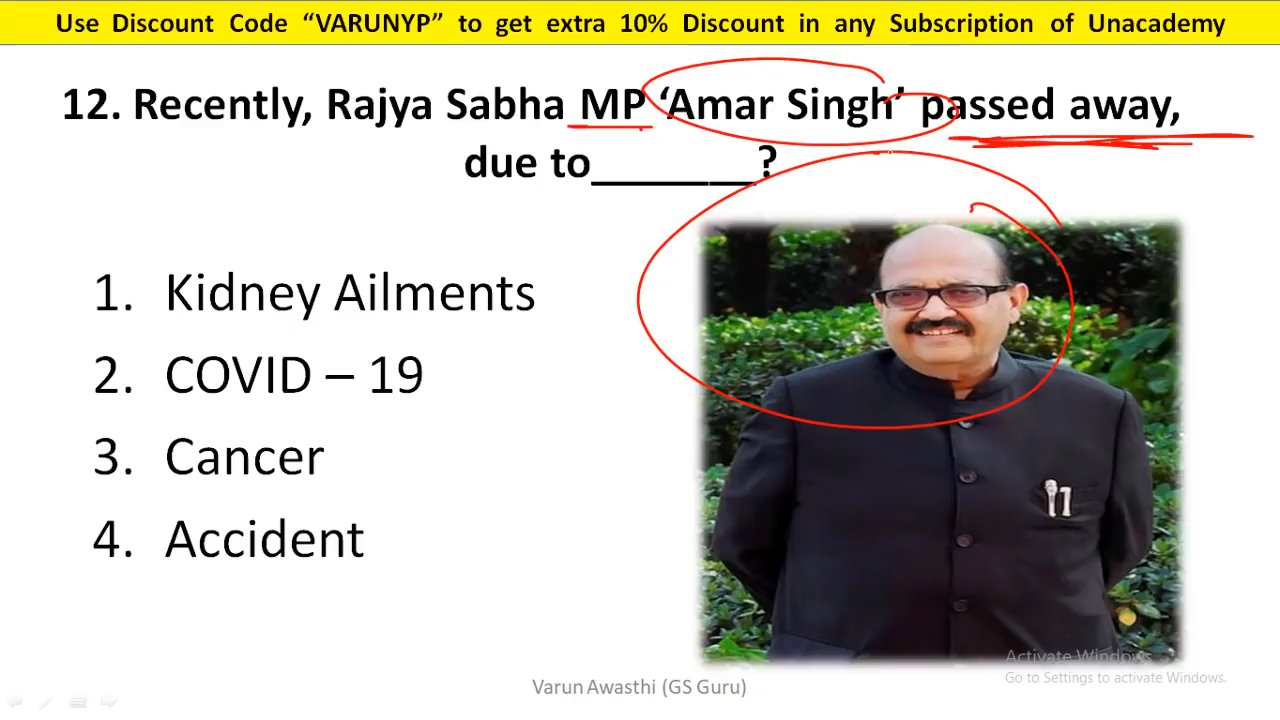 Use Discount Code “VARUNYP” to get extra 10% Discount in any Subscription of Unacademy
12. Recently, Rajya Sabha MP ‘Amar Singh’ passed away,
due to_______?
1. Kidney Ailments
2. COVID – 19
3. Cancer
4. Accident
Activate Windows
Go to Settings to activate Windows.
Varun Awasthi (GS Guru)